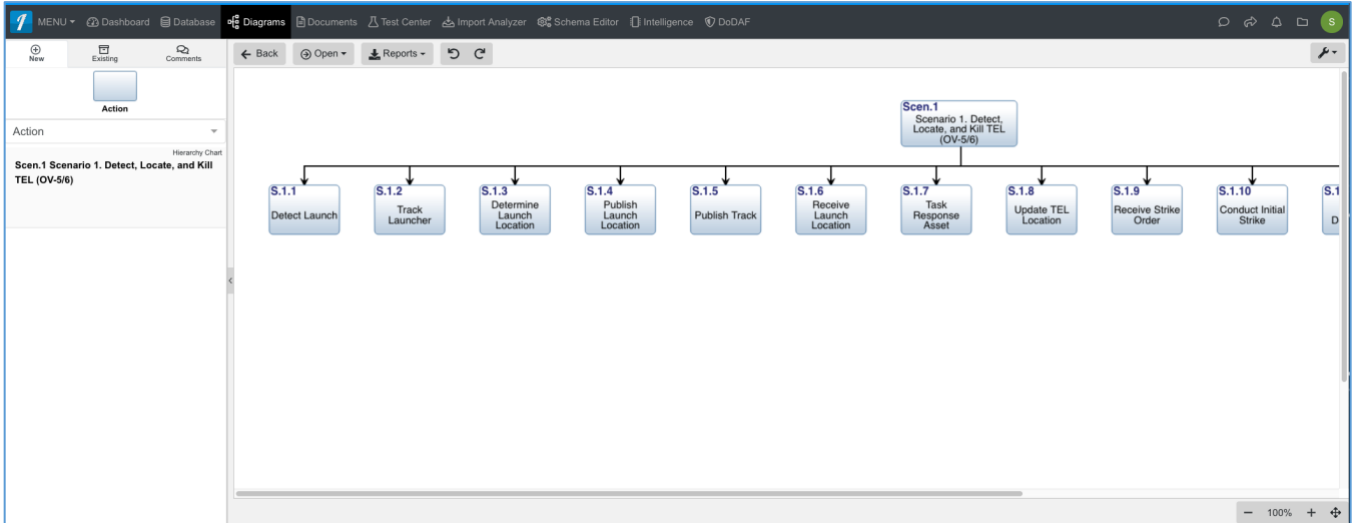 MENU Dashboard Database Diagrams Documents Test Center Import Analyzer Schema Editor Intelligence DoDAF S
New Existing Comments
Back Open Reports
Action
Action
Hierarchy Chart
Scen.1 Scenario 1. Detect, Locate, and Kill
TEL (OV-5/6)
Scen.1
Scenario 1. Detect,
Locate, and Kill TEL
(OV-5/6)
S.1.1
Detect Launch
S.1.2
Track
Launcher
S.1.3
Determine
Launch
Location
S.1.4
Publish
Launch
Location
S.1.5
Publish Track
S.1.6
Receive
Launch
Location
S.1.7
Task
Response
Asset
S.1.8
Update TEL
Location
S.1.9
Receive Strike
Order
S.1.10
Conduct Initial
Strike
S.1
D
100%